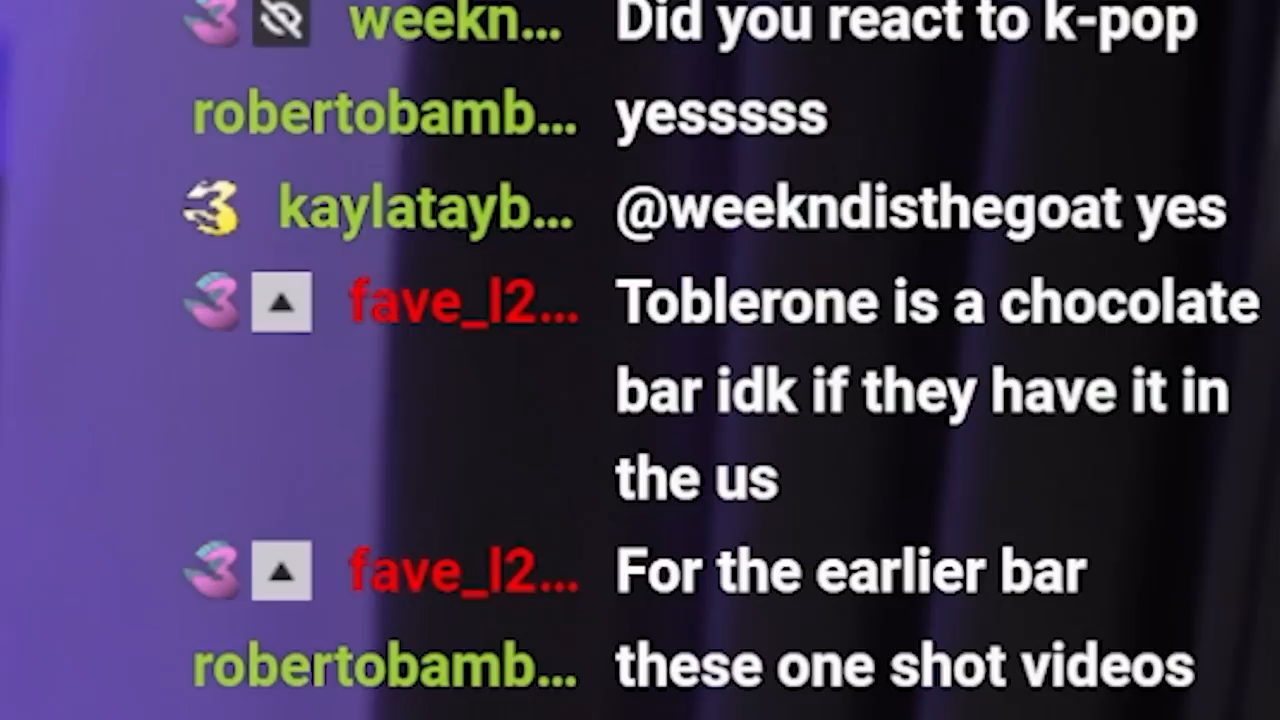 weekn... Did you react to k-pop
robertobamb... yesssss
kaylatayb... @weekndisthegoat yes
fave_l2... Toblerone is a chocolate
bar idk if they have it in
the us
fave_l2... For the earlier bar
robertobamb... these one shot videos